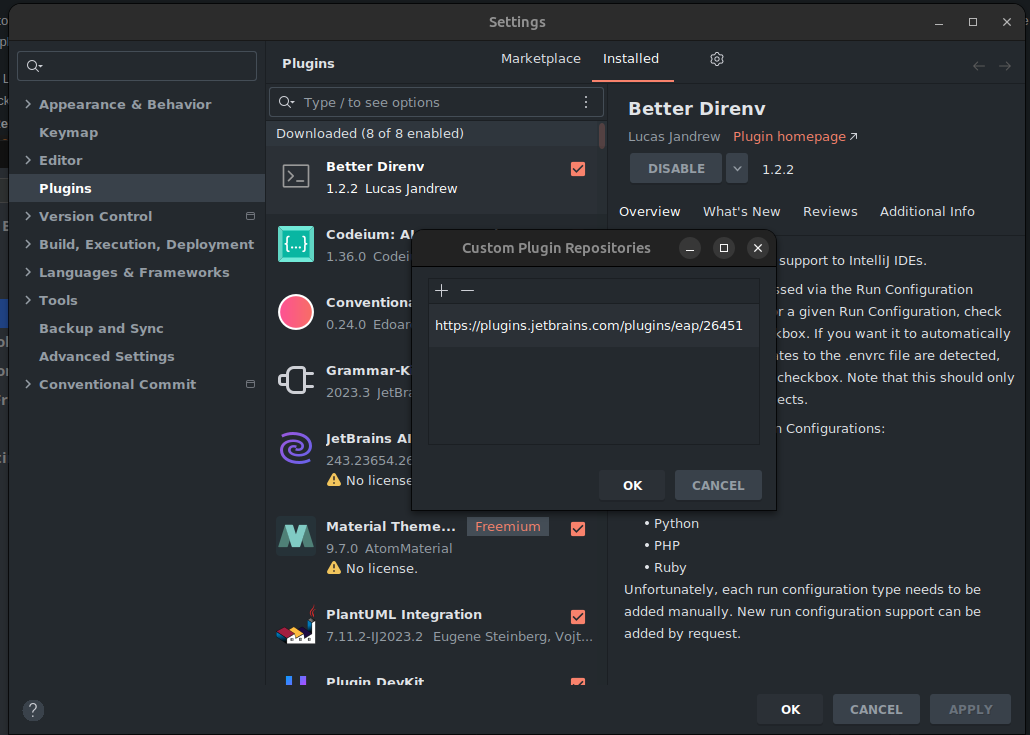 Settings
Plugins
Marketplace
Installed
Appearance & Behavior
Keymap
Editor
Plugins
Version Control
Build, Execution, Deployment
Languages & Frameworks
Tools
Backup and Sync
Advanced Settings
Conventional Commit
Type / to see options
Downloaded (8 of 8 enabled)
Better Direnv
1.2.2 Lucas Jandrew
Codeium: AI
1.36.0 Codei
Conventiona
0.24.0 Edoar
Grammar-K
2023.3 JetBra
JetBrains AI
243.23654.26
No license
Material Theme... Freemium
9.7.0 AtomMaterial
No license.
PlantUML Integration
7.11.2-IJ2023.2 Eugene Steinberg, Vojt...
Plugin DevKit
Better Direnv
Lucas Jandrew Plugin homepage
DISABLE
1.2.2
Overview
What's New
Reviews
Additional Info
support to IntelliJ IDEs.
ssed via the Run Configuration
r a given Run Configuration, check
kbox. If you want it to automatically
tes to the .envrc file are detected,
checkbox. Note that this should only
ects.
n Configurations:
• Python
• PHP
• Ruby
Unfortunately, each run configuration type needs to be
added manually. New run configuration support can be
added by request.
Custom Plugin Repositories
https://plugins.jetbrains.com/plugins/eap/26451
OK
CANCEL
?
OK
CANCEL
APPLY